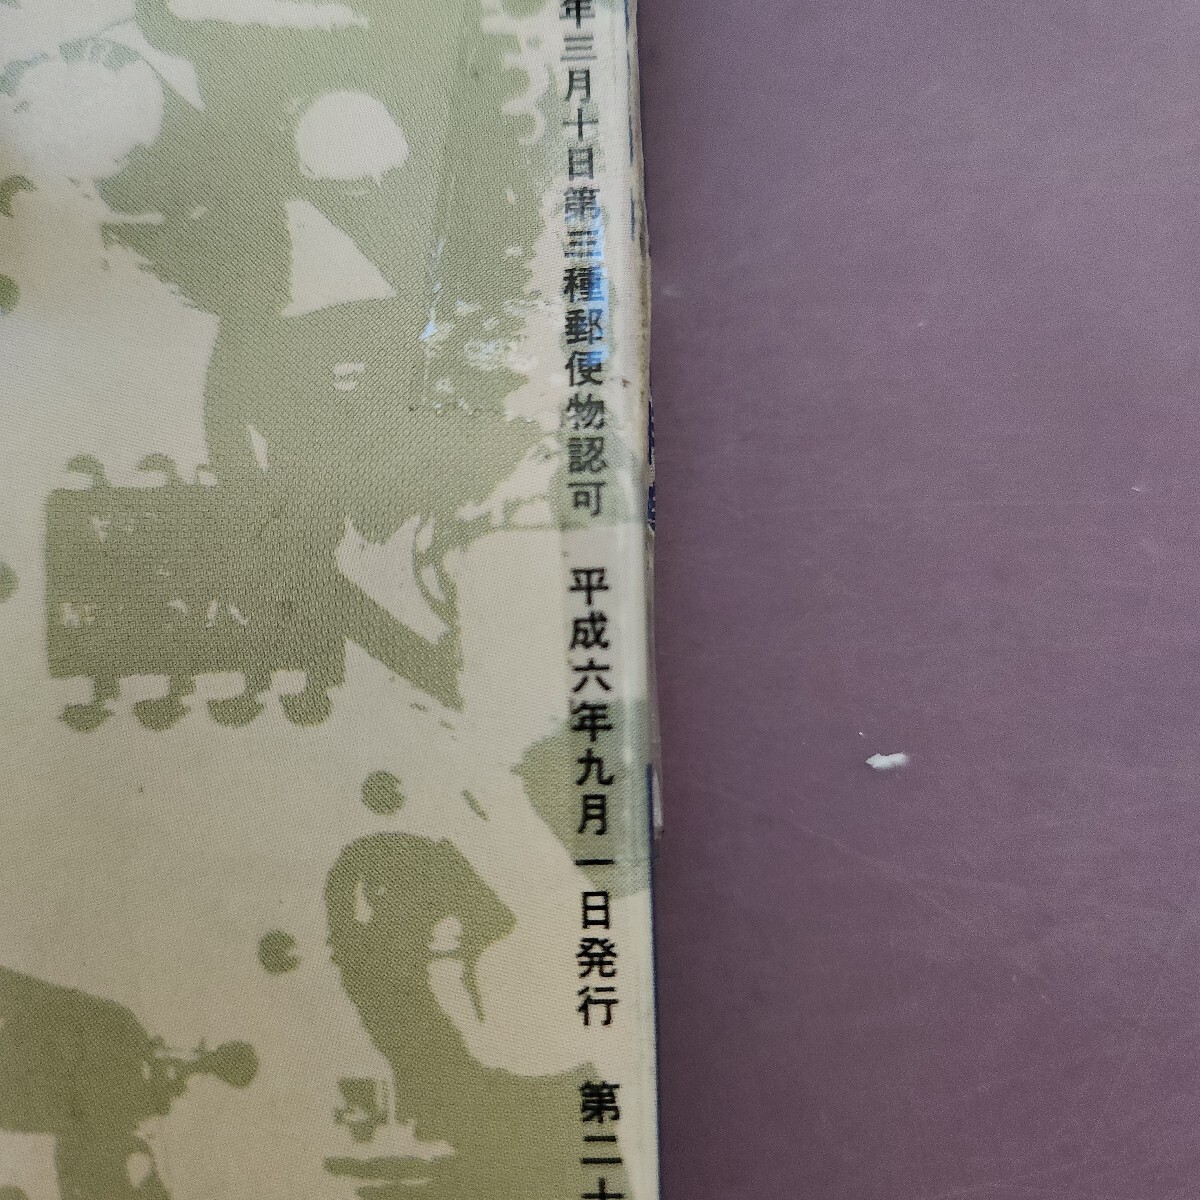 年三月十日第三種郵便物認可　平成六年九月一日発行　第二十